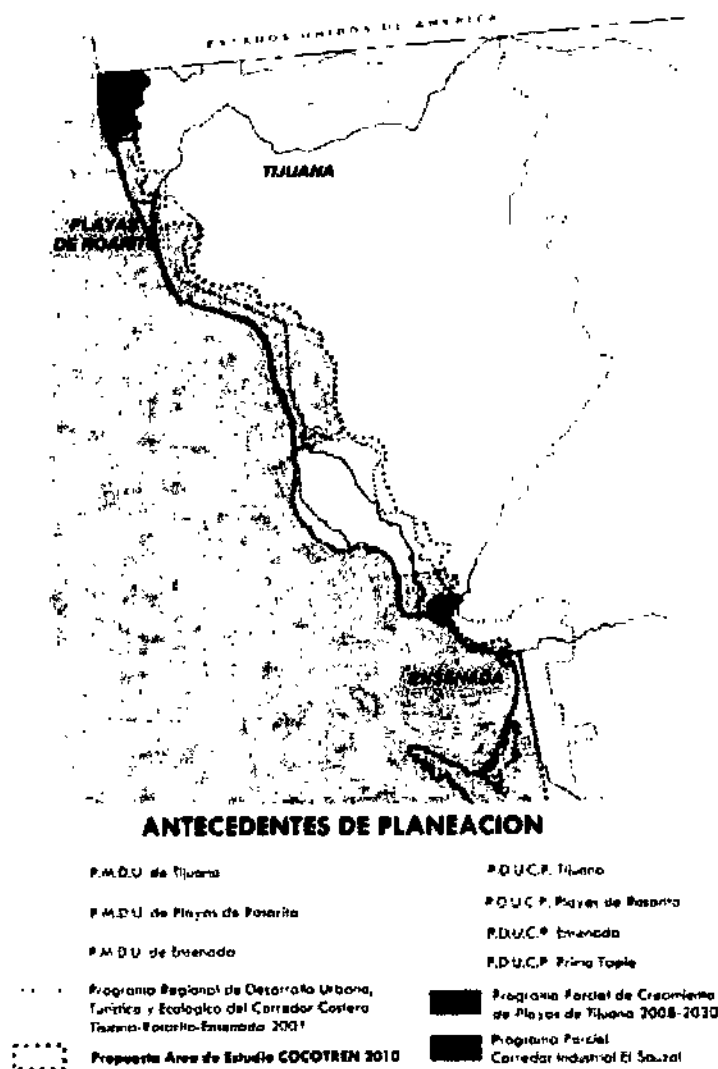 ESTADOS UNIDOS DE AMERICA
TIJUANA
PLAYAS
DE ROSARITO
ENSENADA
ANTECEDENTES DE PLANEACION
P.M.D.U. de Tijuana
P.M.D.U. de Playas de Rosarito
P.M.D.U. de Ensenada
Programa Regional de Desarrollo Urbano,
Turístico y Ecologico del Corredor Costero
Tijuana-Rosarito-Ensenada 2001
Propuesta Area de Estudio COCOTREN 2010
P.D.U.C.P. Tijuana
P.D.U.C.P. Playas de Rosarito
P.D.U.C.P. Ensenada
P.D.U.C.P. Primo Tapia
Programa Parcial de Crecimiento
de Playas de Tijuana 2008-2030
Programa Parcial
Corredor Industrial El Sauzal